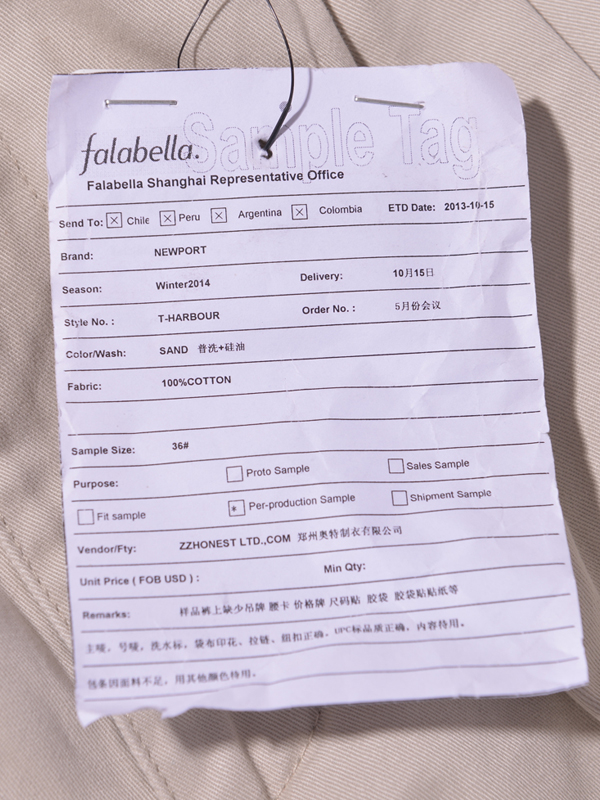 Sample Tag
falabella.
Falabella Shanghai Representative Office
Send To: ☒ Chile ☒ Peru ☒ Argentina ☒ Colombia ETD Date: 2013-10-15
Brand: NEWPORT
Season: Winter2014 Delivery: 10月15日
Style No. : T-HARBOUR Order No. : 5月份会议
Color/Wash: SAND 普洗+硅油
Fabric: 100%COTTON
Sample Size: 36#
Purpose: Proto Sample Sales Sample
Fit sample Per-production Sample Shipment Sample
Vendor/Fty: ZZHONEST LTD.,COM 郑州奥特制衣有限公司
Unit Price ( FOB USD ) : Min Qty:
Remarks: 样品裤上缺少吊牌 腰卡 价格牌 尺码贴 胶袋 胶袋贴贴纸等
主唛，号唛，洗水标，袋布印花、拉链、纽扣正确，UPC标品质正确，内容待用。
包条因面料不足，用其他颜色待用。